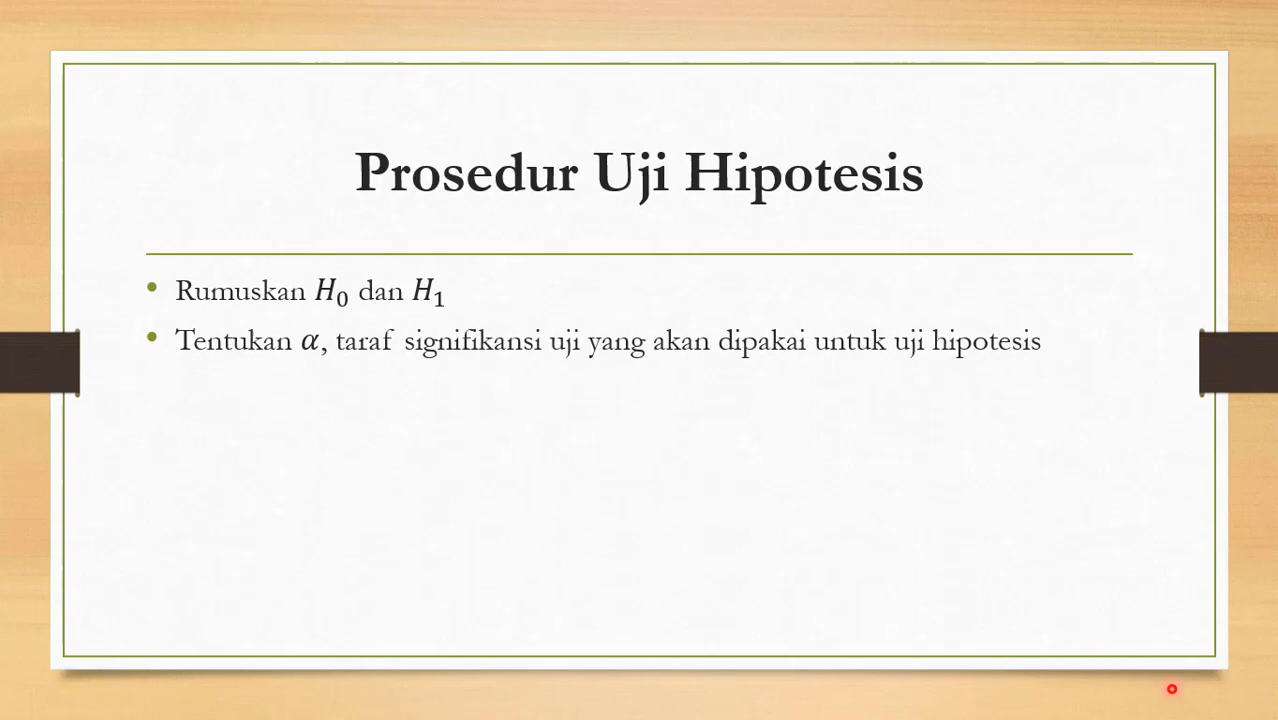 Prosedur Uji Hipotesis
• Rumuskan 𝐻₀ dan 𝐻₁
• Tentukan 𝛼, taraf signifikansi uji yang akan dipakai untuk uji hipotesis